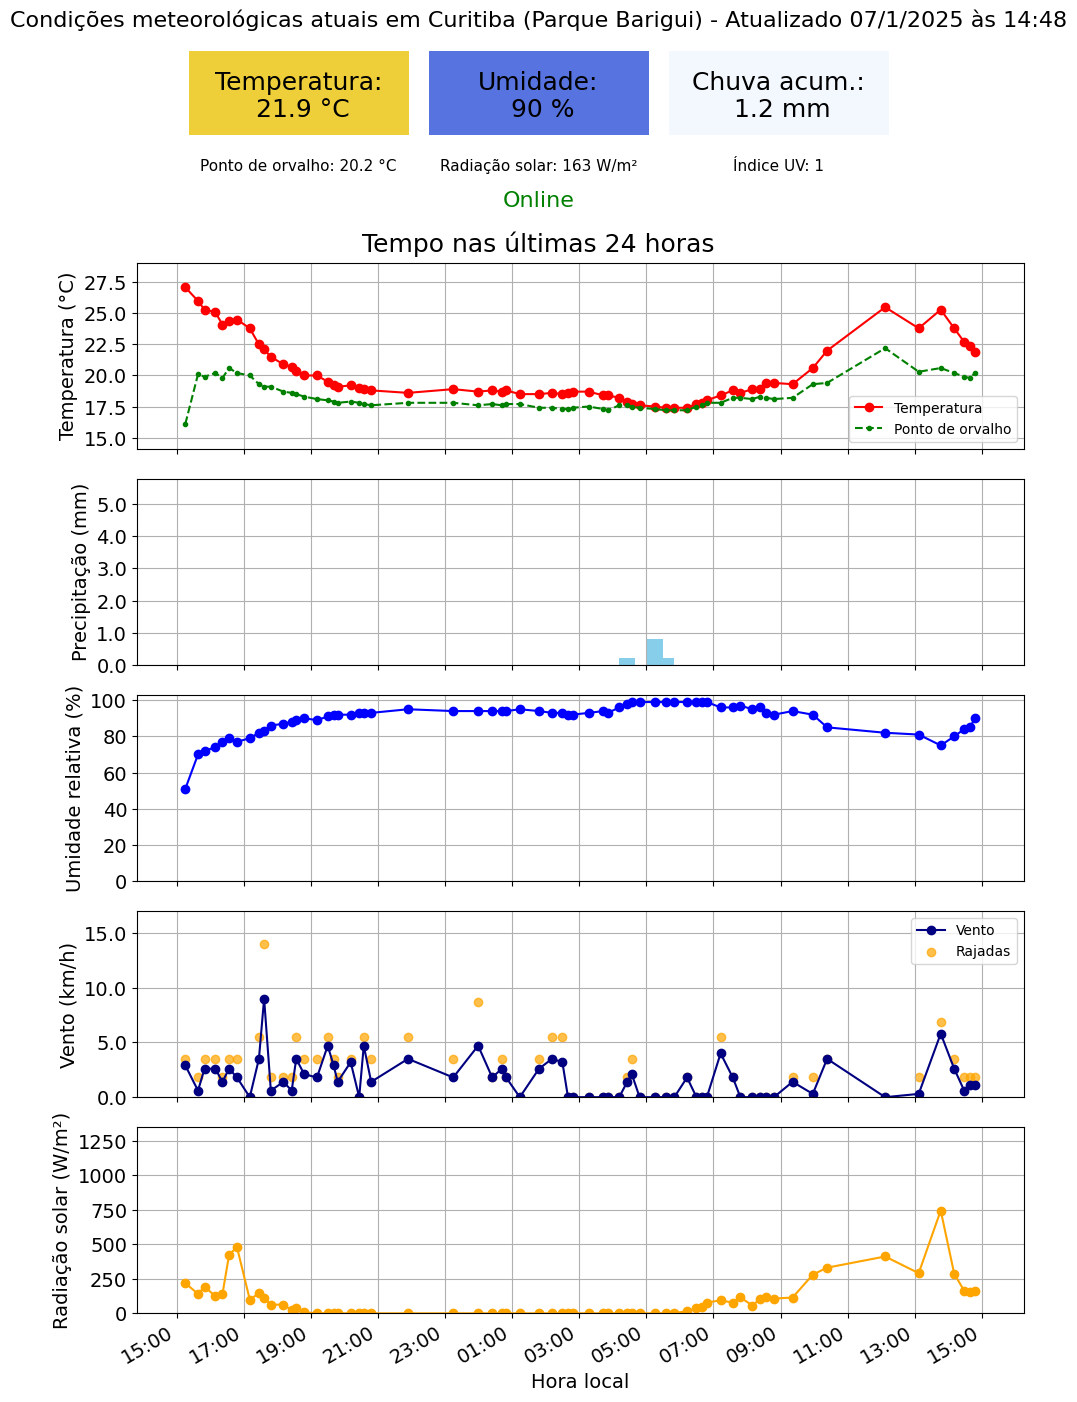 Condições meteorológicas atuais em Curitiba (Parque Barigui) - Atualizado 07/1/2025 às 14:48
Temperatura:
21.9 °C
Umidade:
90 %
Chuva acum.:
1.2 mm
Ponto de orvalho: 20.2 °C
Radiação solar: 163 W/m²
Índice UV: 1
Online
Tempo nas últimas 24 horas
Temperatura (°C)
27.5
25.0
22.5
20.0
17.5
15.0
Temperatura
Ponto de orvalho
Precipitação (mm)
5.0
4.0
3.0
2.0
1.0
0.0
Umidade relativa (%)
100
80
60
40
20
0
Vento (km/h)
15.0
10.0
5.0
0.0
Vento
Rajadas
Radiação solar (W/m²)
1250
1000
750
500
250
0
15:00
17:00
19:00
21:00
23:00
01:00
03:00
05:00
07:00
09:00
11:00
13:00
15:00
Hora local